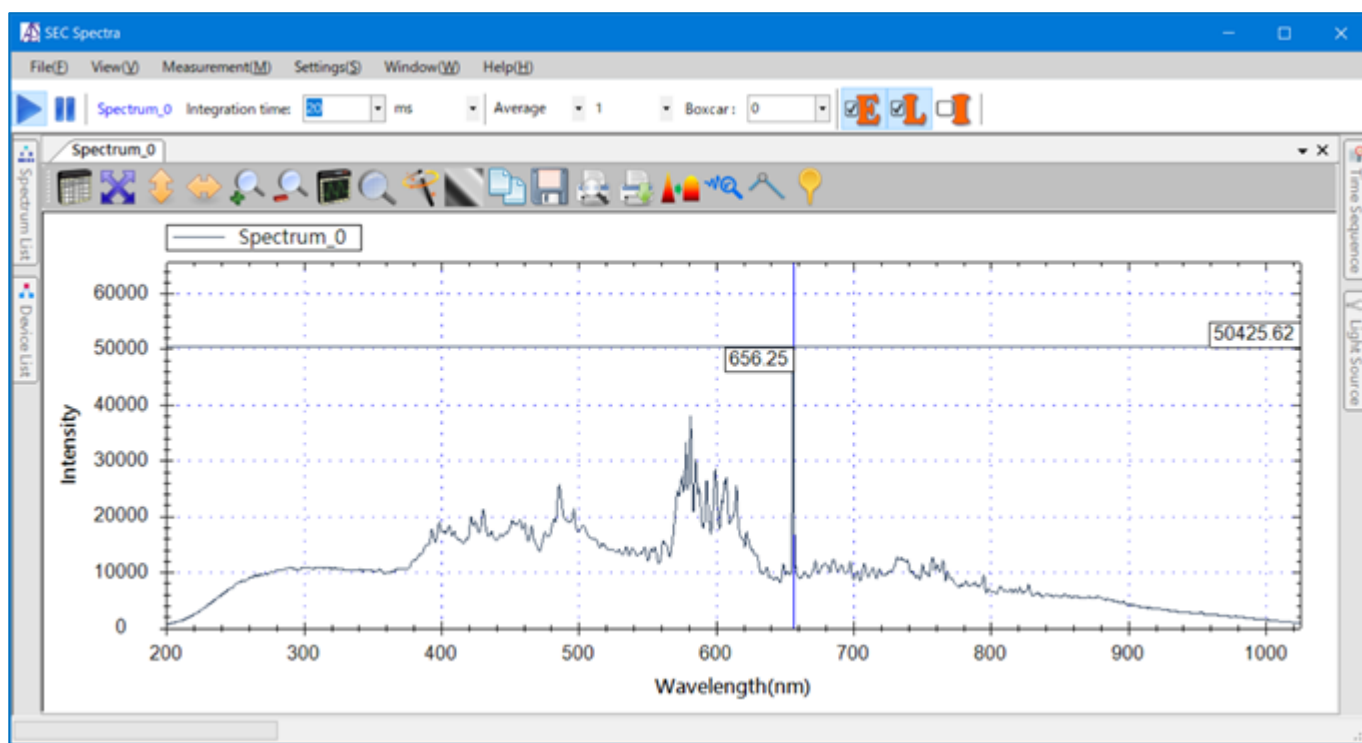 SEC Spectra
File(F) View(V) Measurement(M) Settings(S) Window(W) Help(H)
Spectrum_0 Integration time: 20 ms Average 1 Boxcar: 0 E L I
Spectrum_0
Spectrum List
Device List
Time Sequence
Light Source
Spectrum_0
60000
50000
40000
30000
20000
10000
0
Intensity
50425.62
656.25
200 300 400 500 600 700 800 900 1000
Wavelength(nm)